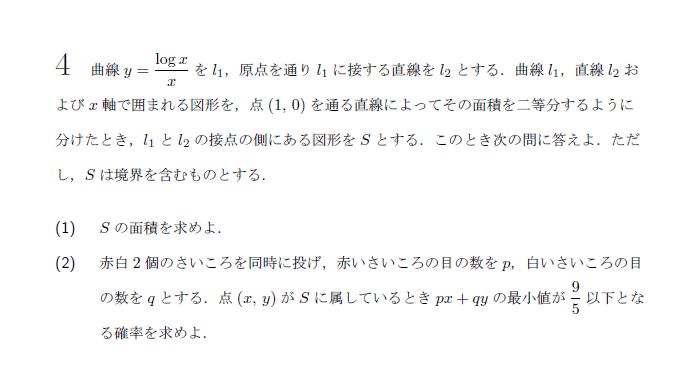 4 曲線 y = log x / x を l₁，原点を通り l₁ に接する直線を l₂ とする．曲線 l₁，直線 l₂ お
よび x 軸で囲まれる図形を，点 (1, 0) を通る直線によってその面積を二等分するように
分けたとき，l₁ と l₂ の接点の側にある図形を S とする．このとき次の問に答えよ．ただ
し，S は境界を含むものとする．
(1) S の面積を求めよ．
(2) 赤白 2 個のさいころを同時に投げ，赤いさいころの目の数を p，白いさいころの目
の数を q とする．点 (x, y) が S に属しているとき px + qy の最小値が 9/5 以下とな
る確率を求めよ．